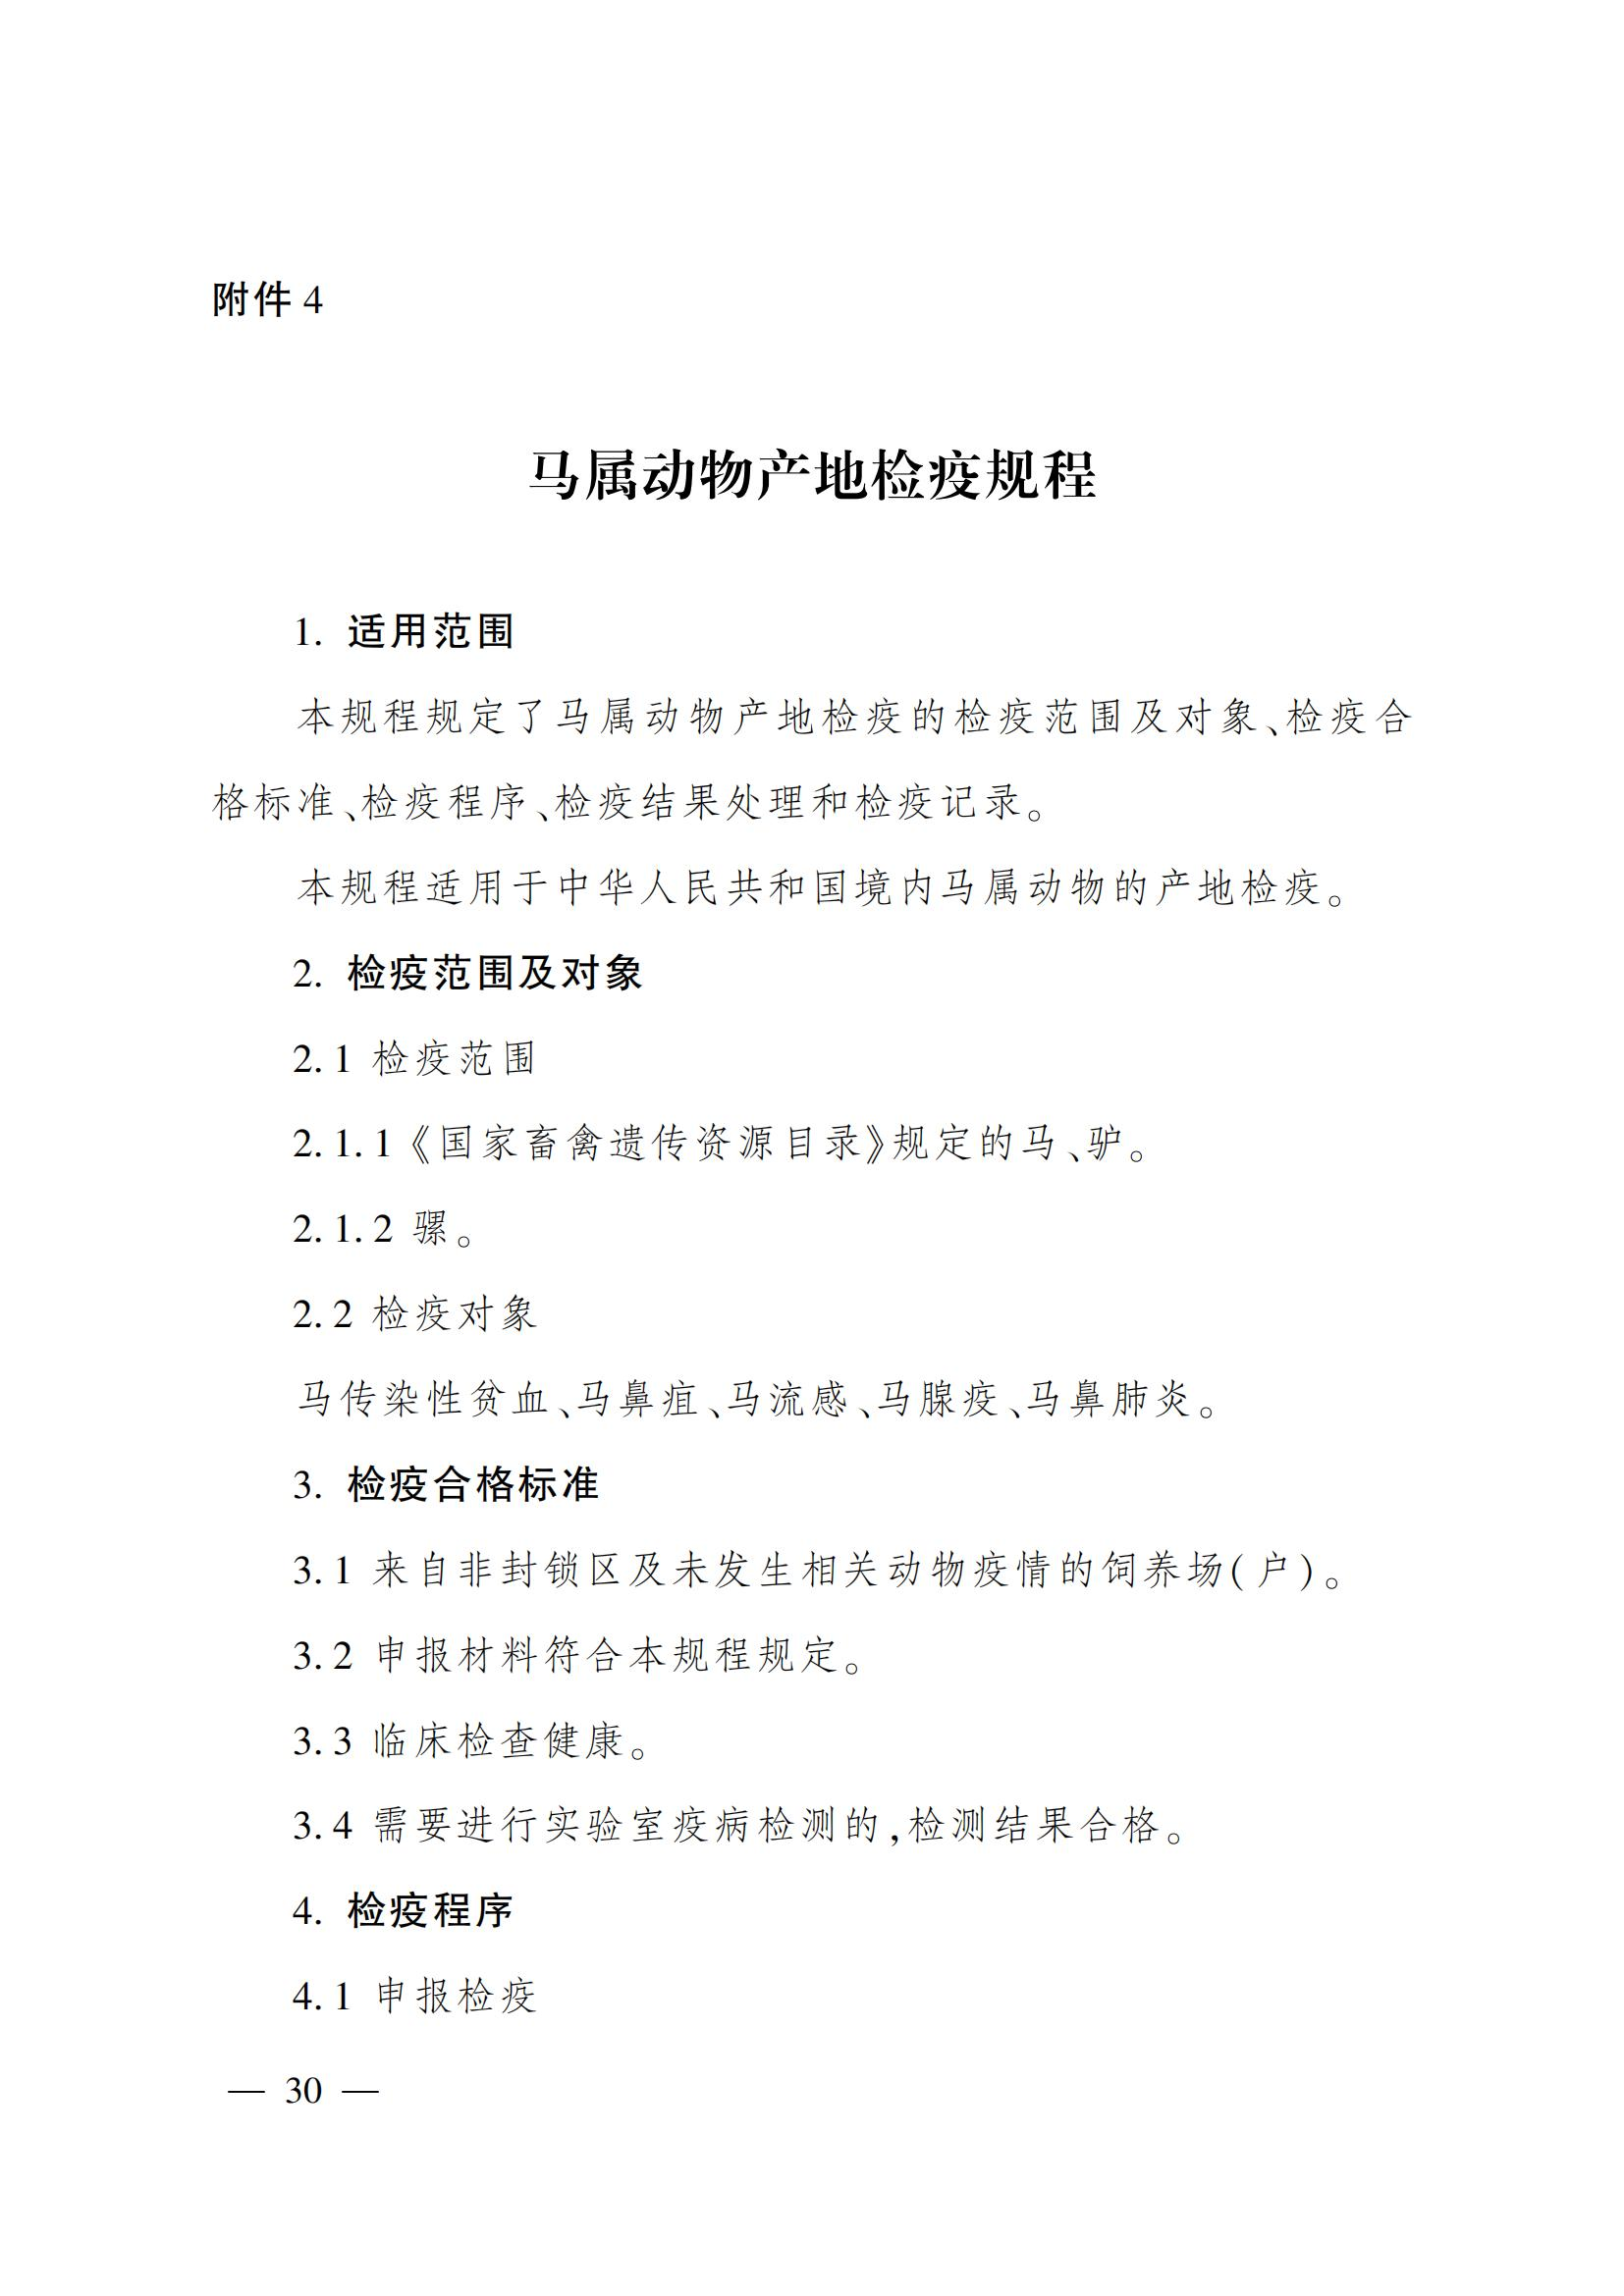 附件 4
马属动物产地检疫规程
1. 适用范围
本规程规定了马属动物产地检疫的检疫范围及对象、检疫合
格标准、检疫程序、检疫结果处理和检疫记录。
本规程适用于中华人民共和国境内马属动物的产地检疫。
2. 检疫范围及对象
2.1 检疫范围
2.1.1《国家畜禽遗传资源目录》规定的马、驴。
2.1.2 骡。
2.2 检疫对象
马传染性贫血、马鼻疽、马流感、马腺疫、马鼻肺炎。
3. 检疫合格标准
3.1 来自非封锁区及未发生相关动物疫情的饲养场(户)。
3.2 申报材料符合本规程规定。
3.3 临床检查健康。
3.4 需要进行实验室疫病检测的,检测结果合格。
4. 检疫程序
4.1 申报检疫
— 30 —